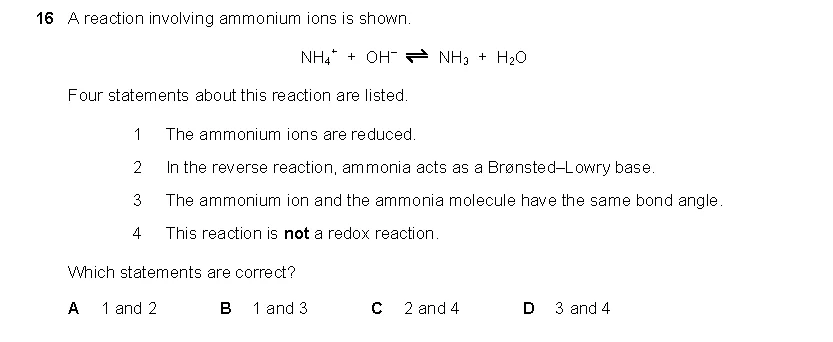 16 A reaction involving ammonium ions is shown.
NH₄⁺ + OH⁻ ⇌ NH₃ + H₂O
Four statements about this reaction are listed.
1 The ammonium ions are reduced.
2 In the reverse reaction, ammonia acts as a Brønsted–Lowry base.
3 The ammonium ion and the ammonia molecule have the same bond angle.
4 This reaction is not a redox reaction.
Which statements are correct?
A 1 and 2 B 1 and 3 C 2 and 4 D 3 and 4